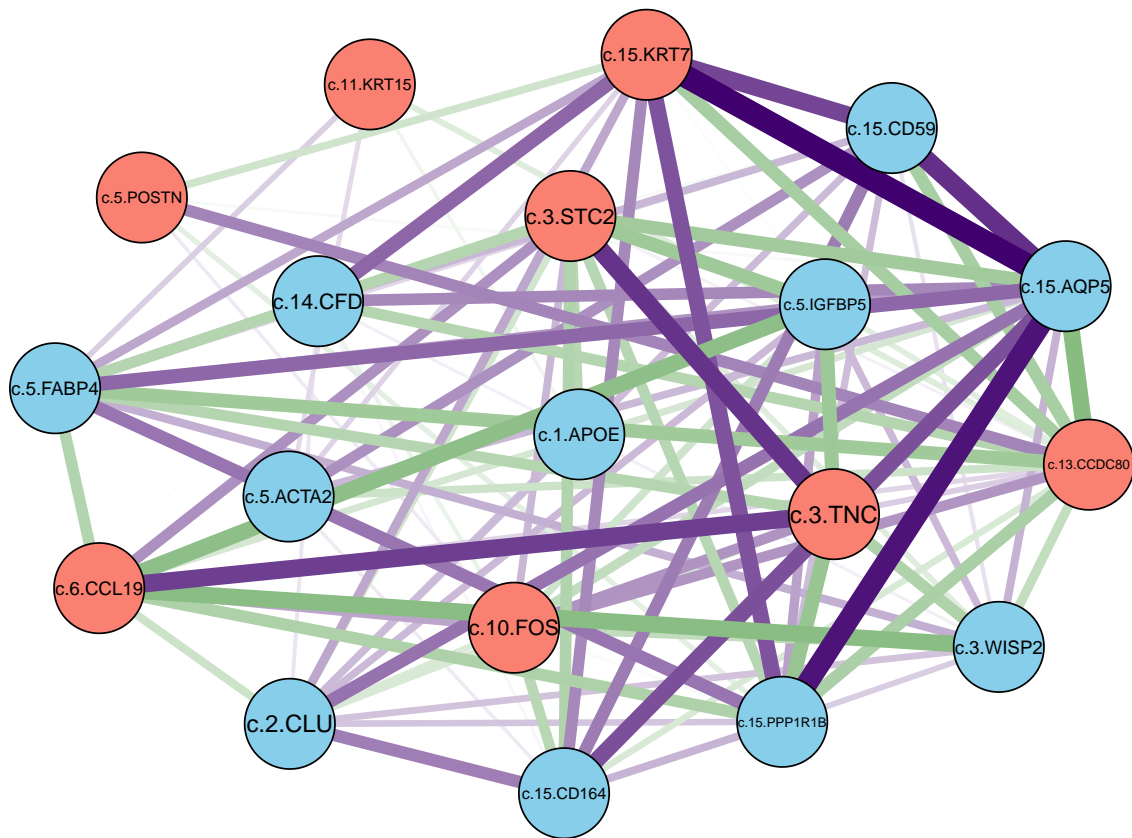 c.15.KRT7
c.11.KRT15
c.15.CD59
c.5.POSTN
c.3.STC2
c.15.AQP5
c.14.CFD
c.5.IGFBP5
c.5.FABP4
c.1.APOE
c.13.CCDC80
c.5.ACTA2
c.3.TNC
c.6.CCL19
c.10.FOS
c.3.WISP2
c.2.CLU
c.15.PPP1R1B
c.15.CD164